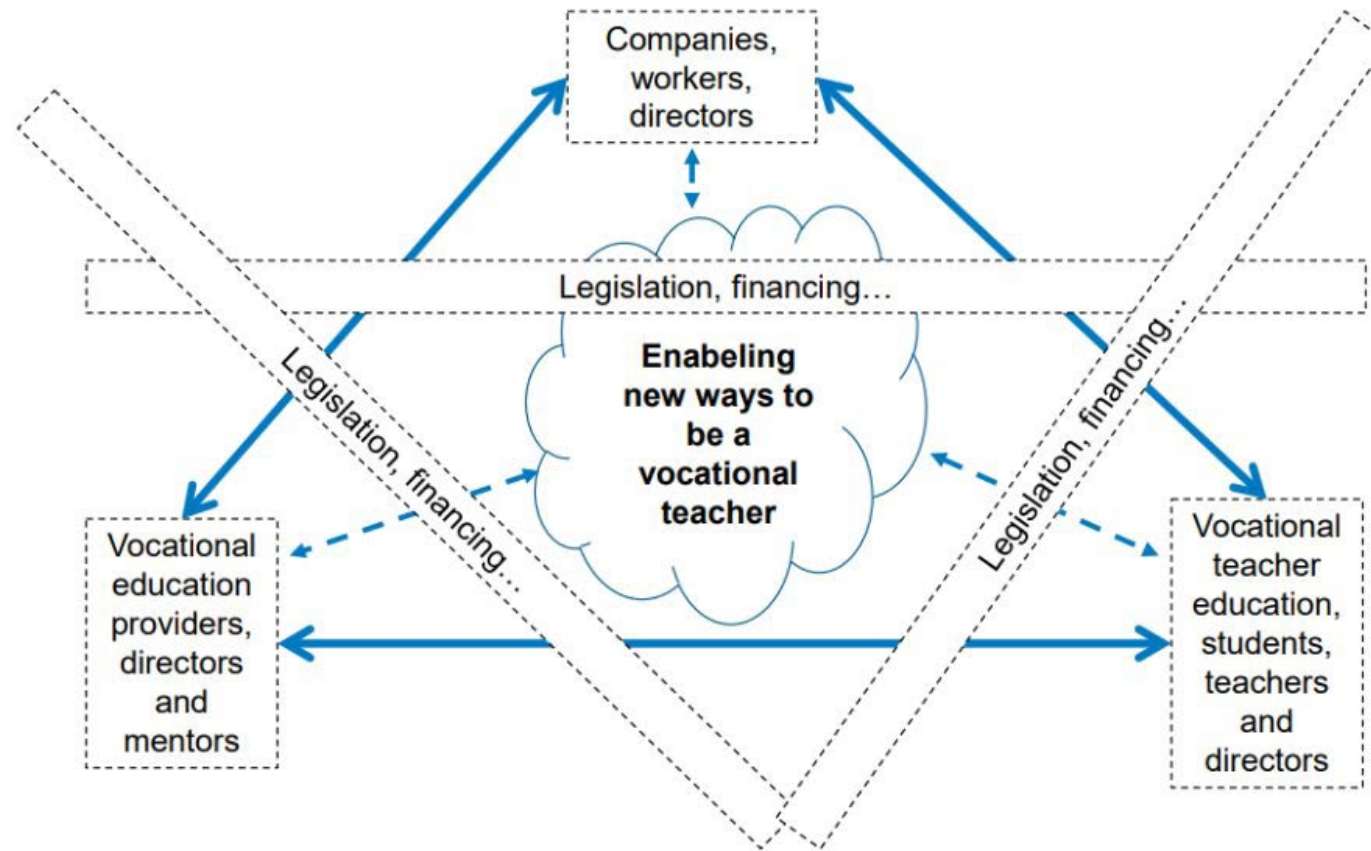 Companies,
workers,
directors
Legislation, financing…
Enabeling
new ways to
be a
vocational
teacher
Legislation, financing…
Legislation, financing…
Vocational
education
providers,
directors
and
mentors
Vocational
teacher
education,
students,
teachers
and
directors